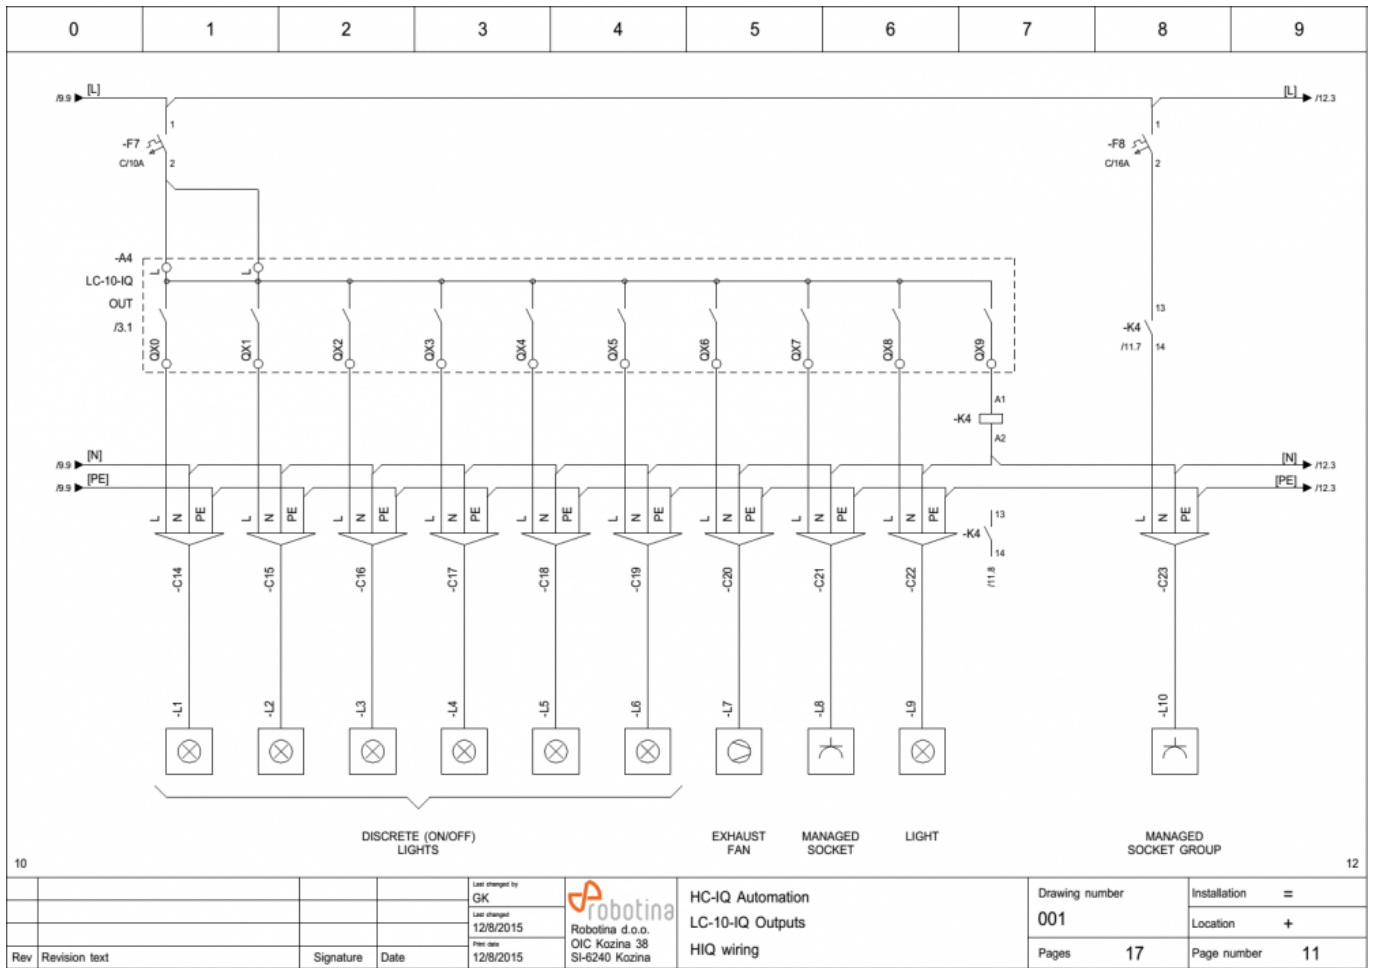 0 1 2 3 4 5 6 7 8 9
/9.9 [L] [L] /12.3
-F7 1
C/10A 2
-F8 1
C/16A 2
-A4 L L
LC-10-IQ
OUT
/3.1
QX0 QX1 QX2 QX3 QX4 QX5 QX6 QX7 QX8 QX9
13
-K4
/11.7 14
A1
-K4
A2
/9.9 [N] [N] /12.3
/9.9 [PE] [PE] /12.3
L N PE L N PE L N PE L N PE L N PE L N PE L N PE L N PE L N PE L N PE
13
-K4
14
/11.8
-C14 -C15 -C16 -C17 -C18 -C19 -C20 -C21 -C22 -C23
-L1 -L2 -L3 -L4 -L5 -L6 -L7 -L8 -L9 -L10
DISCRETE (ON/OFF)
LIGHTS
EXHAUST
FAN
MANAGED
SOCKET
LIGHT
MANAGED
SOCKET GROUP
10 12
Rev Revision text Signature Date
Last changed by
GK
Last changed
12/8/2015
Print date
12/8/2015
robotina
Robotina d.o.o.
OIC Kozina 38
SI-6240 Kozina
HC-IQ Automation
LC-10-IQ Outputs
HIQ wiring
Drawing number
001
Pages 17
Installation =
Location +
Page number 11